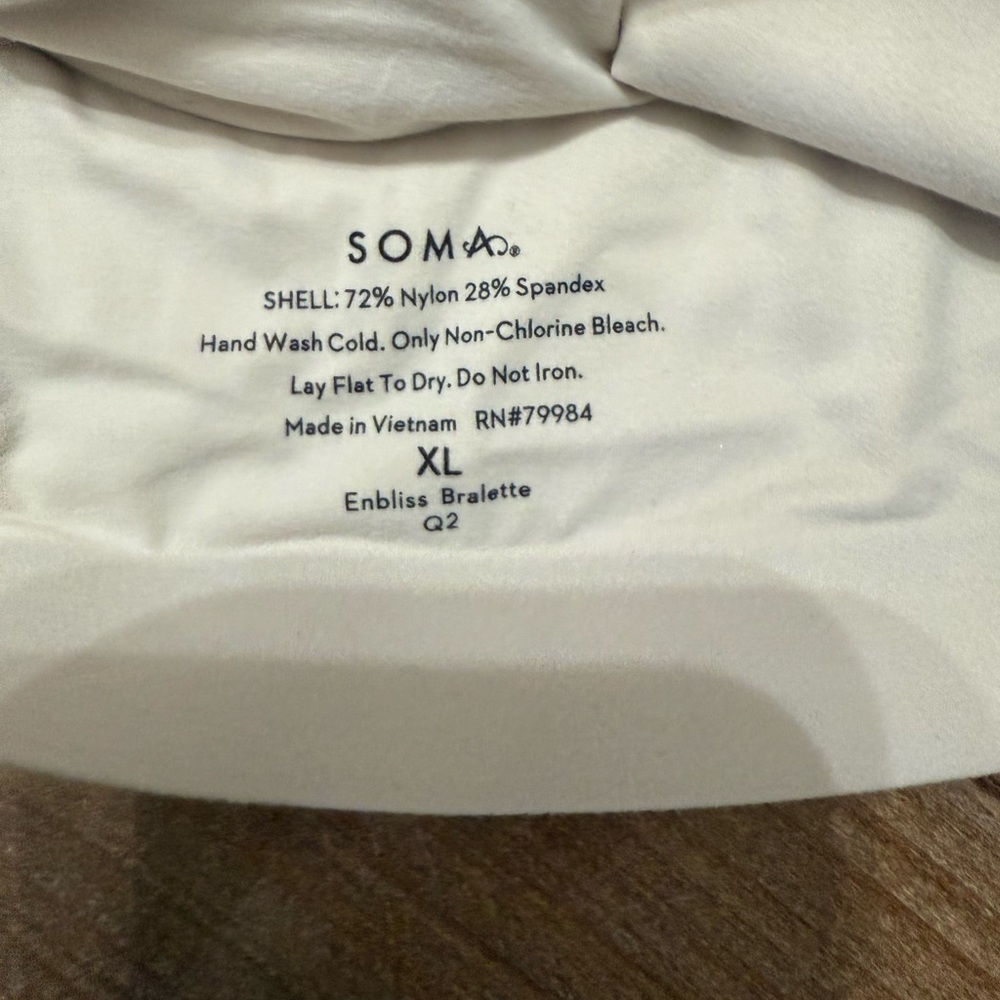 SOMA®
SHELL: 72% Nylon 28% Spandex
Hand Wash Cold. Only Non-Chlorine Bleach.
Lay Flat To Dry. Do Not Iron.
Made in Vietnam RN#79984
XL
Enbliss Bralette
Q2